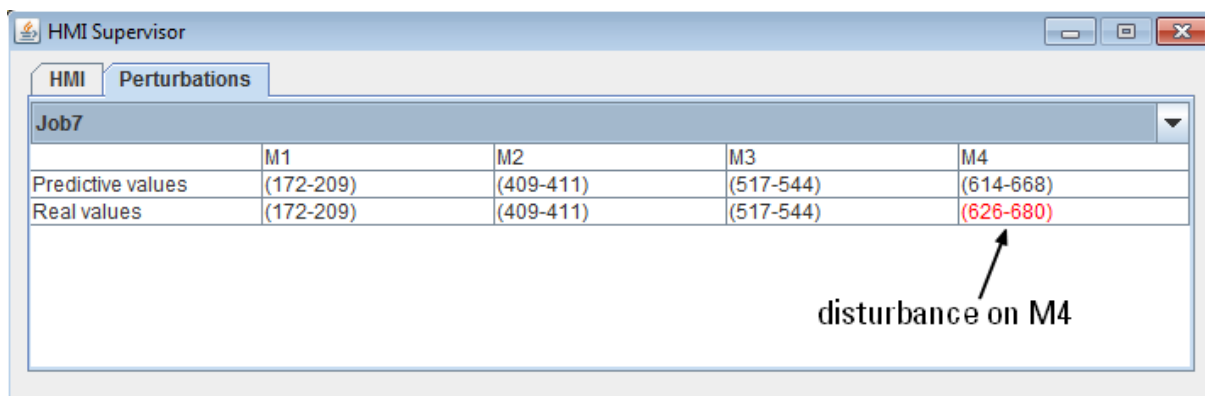 HMI Supervisor
HMI Perturbations
Job7
M1 M2 M3 M4
Predictive values (172-209) (409-411) (517-544) (614-668)
Real values (172-209) (409-411) (517-544) (626-680)
disturbance on M4